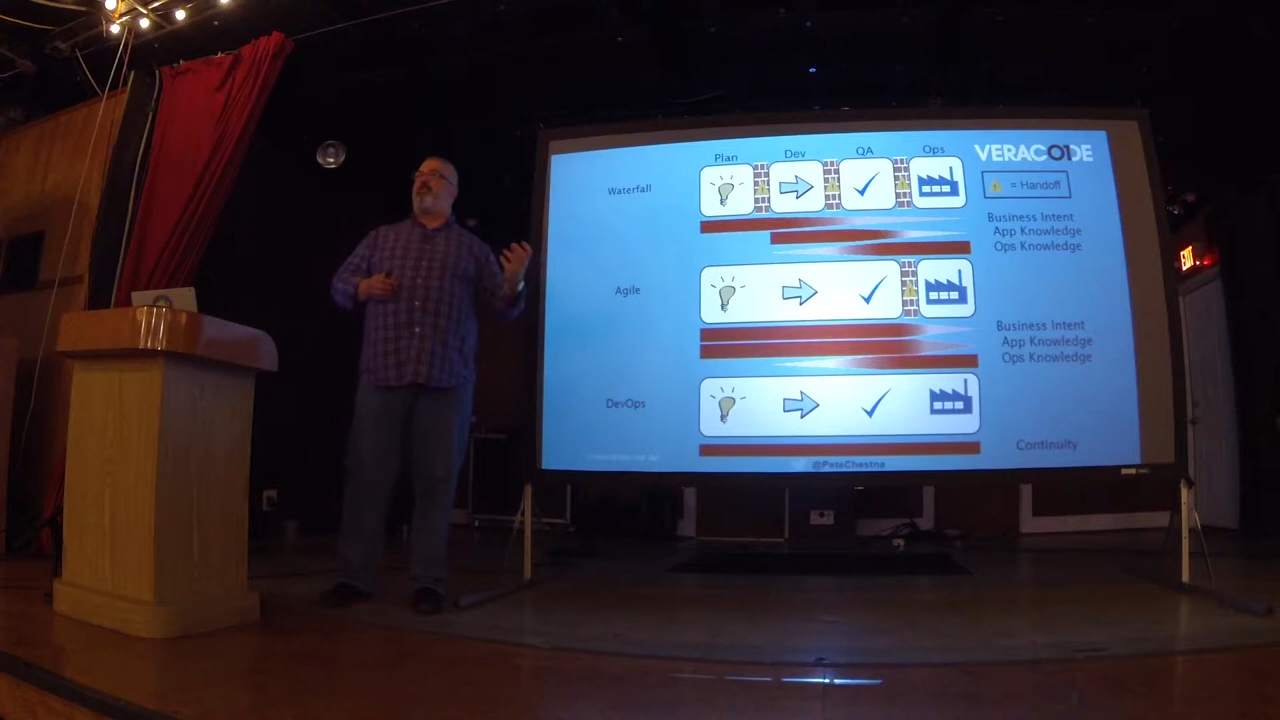 Plan Dev QA Ops
VERACODE
Waterfall
= Handoff
Business Intent
App Knowledge
Ops Knowledge
Agile
Business Intent
App Knowledge
Ops Knowledge
DevOps
Continuity
@PeteChestna
EXIT